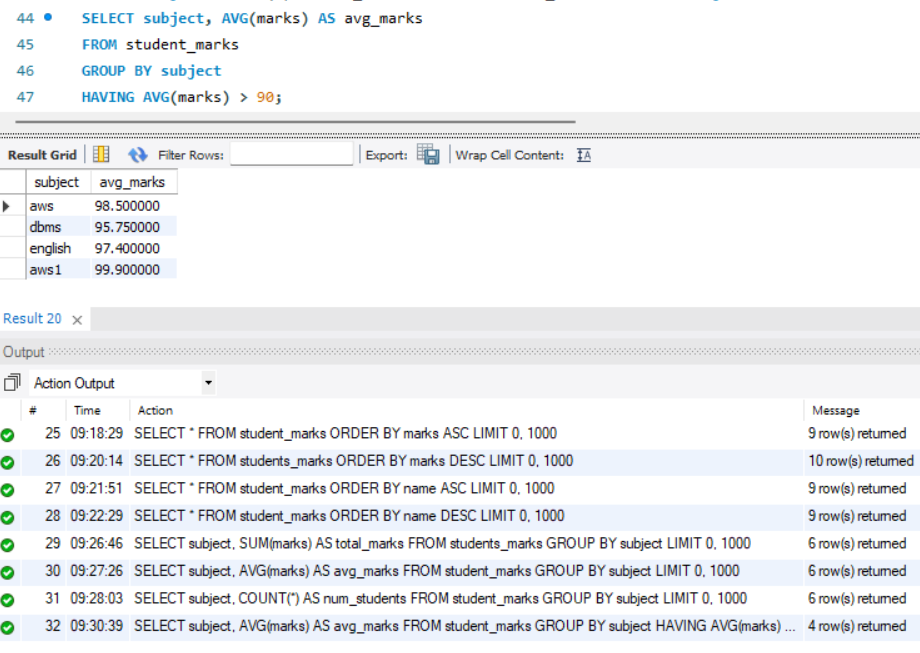 44 SELECT subject, AVG(marks) AS avg_marks
45 FROM student_marks
46 GROUP BY subject
47 HAVING AVG(marks) > 90;
Result Grid Filter Rows: Export: Wrap Cell Content: IA
subject avg_marks
aws 98.500000
dbms 95.750000
english 97.400000
aws1 99.900000
Result 20 ×
Output
Action Output
# Time Action Message
25 09:18:29 SELECT * FROM student_marks ORDER BY marks ASC LIMIT 0, 1000 9 row(s) returned
26 09:20:14 SELECT * FROM students_marks ORDER BY marks DESC LIMIT 0, 1000 10 row(s) returned
27 09:21:51 SELECT * FROM student_marks ORDER BY name ASC LIMIT 0, 1000 9 row(s) returned
28 09:22:29 SELECT * FROM student_marks ORDER BY name DESC LIMIT 0, 1000 9 row(s) returned
29 09:26:46 SELECT subject, SUM(marks) AS total_marks FROM students_marks GROUP BY subject LIMIT 0, 1000 6 row(s) returned
30 09:27:26 SELECT subject, AVG(marks) AS avg_marks FROM student_marks GROUP BY subject LIMIT 0, 1000 6 row(s) returned
31 09:28:03 SELECT subject, COUNT(*) AS num_students FROM student_marks GROUP BY subject LIMIT 0, 1000 6 row(s) returned
32 09:30:39 SELECT subject, AVG(marks) AS avg_marks FROM student_marks GROUP BY subject HAVING AVG(marks) ... 4 row(s) returned